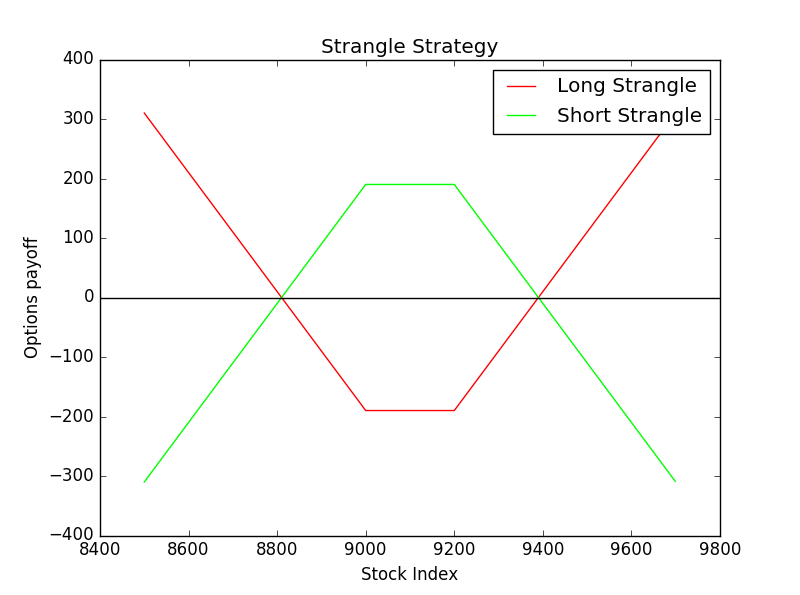 Strangle Strategy
Long Strangle
Short Strangle
400
300
200
100
0
−100
−200
−300
−400
Options payoff
8400 8600 8800 9000 9200 9400 9600 9800
Stock Index